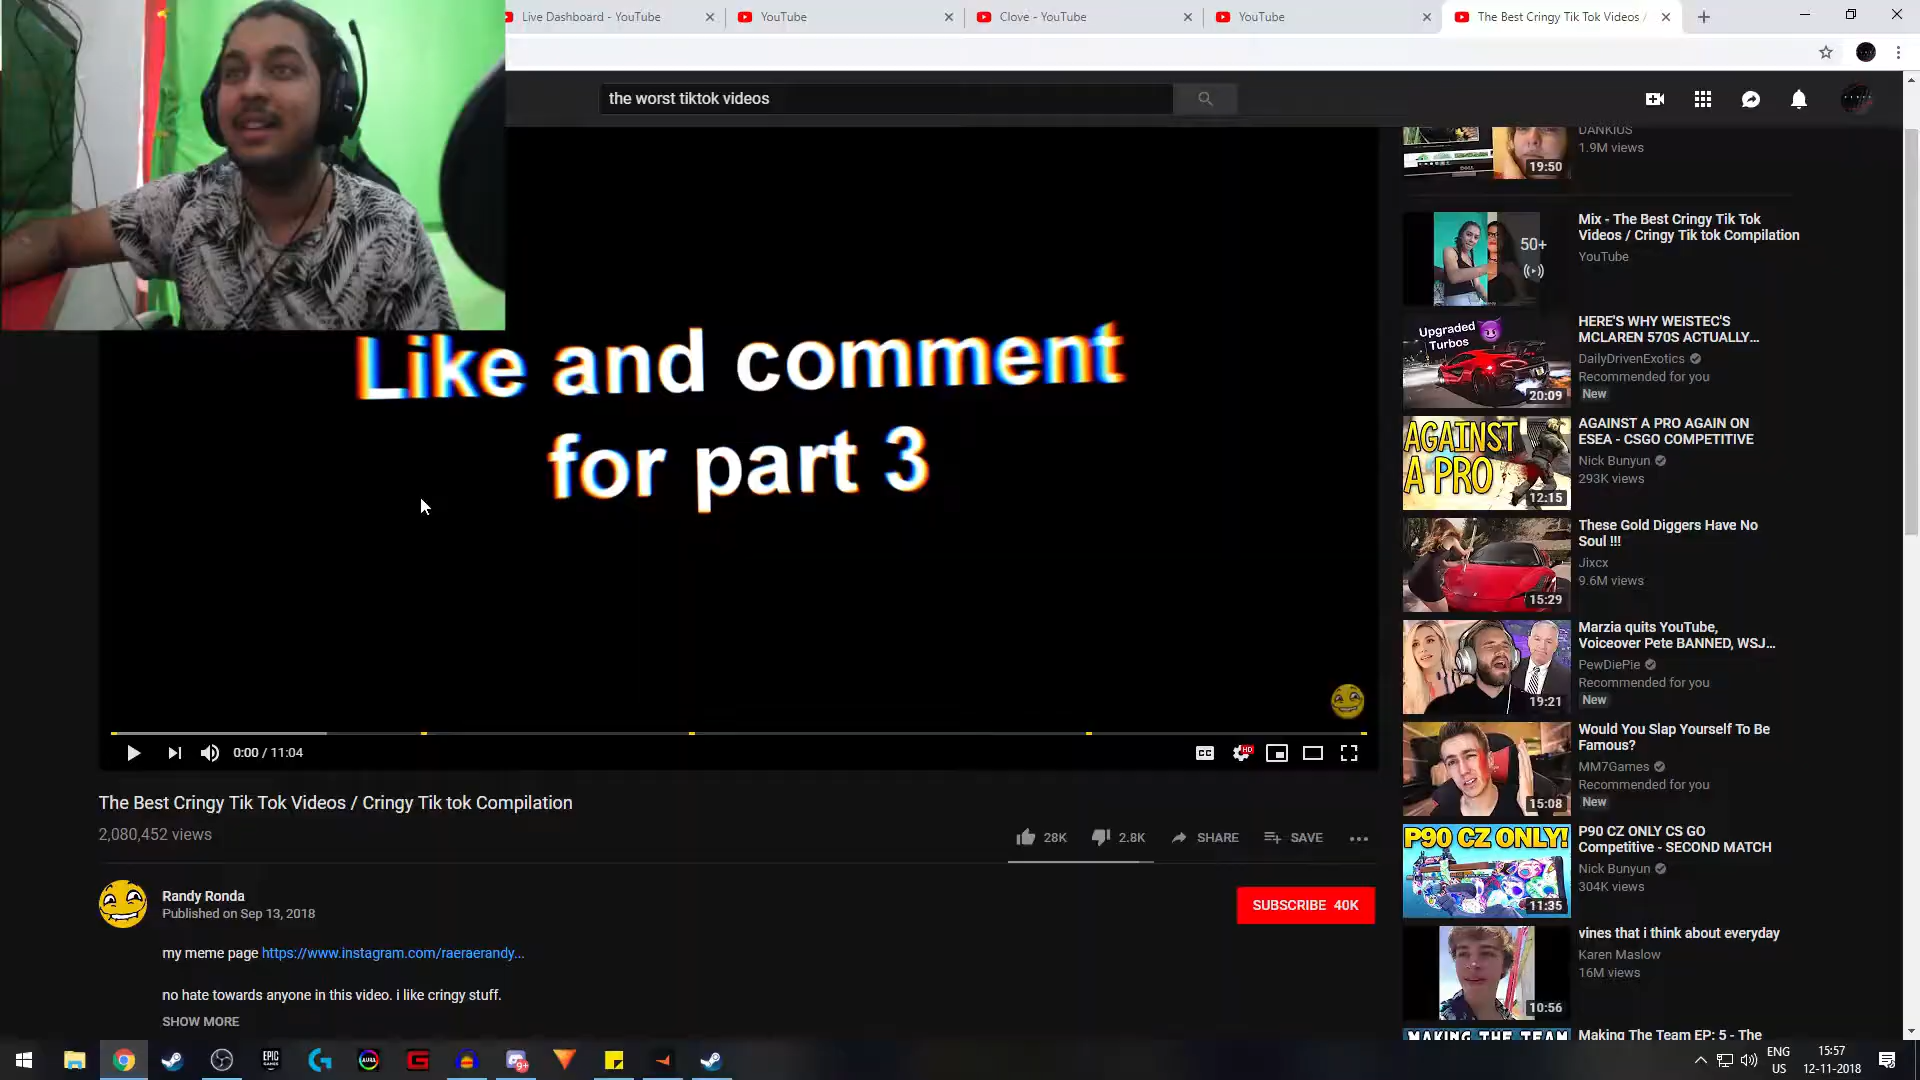 Live Dashboard - YouTube
YouTube
Clove - YouTube
YouTube
The Best Cringy Tik Tok Videos /
the worst tiktok videos
Like and comment
for part 3
0:00 / 11:04
CC
HD
The Best Cringy Tik Tok Videos / Cringy Tik tok Compilation
2,080,452 views
28K
2.8K
SHARE
SAVE
Randy Ronda
Published on Sep 13, 2018
SUBSCRIBE 40K
my meme page https://www.instagram.com/raeraerandy...
no hate towards anyone in this video. i like cringy stuff.
SHOW MORE
DANKIUS
1.9M views
19:50
50+
Mix - The Best Cringy Tik Tok
Videos / Cringy Tik tok Compilation
YouTube
Upgraded
Turbos
20:09
HERE'S WHY WEISTEC'S
MCLAREN 570S ACTUALLY...
DailyDrivenExotics
Recommended for you
New
AGAINST
A PRO
12:15
AGAINST A PRO AGAIN ON
ESEA - CSGO COMPETITIVE
Nick Bunyun
293K views
15:29
These Gold Diggers Have No
Soul !!!
Jixcx
9.6M views
19:21
Marzia quits YouTube,
Voiceover Pete BANNED, WSJ...
PewDiePie
Recommended for you
New
15:08
Would You Slap Yourself To Be
Famous?
MM7Games
Recommended for you
New
P90 CZ ONLY!
11:35
P90 CZ ONLY CS GO
Competitive - SECOND MATCH
Nick Bunyun
304K views
10:56
vines that i think about everyday
Karen Maslow
16M views
MAKING THE TEAM
Making The Team EP: 5 - The
EPIC
GAMES
AURA
9+
ENG
US
15:57
12-11-2018